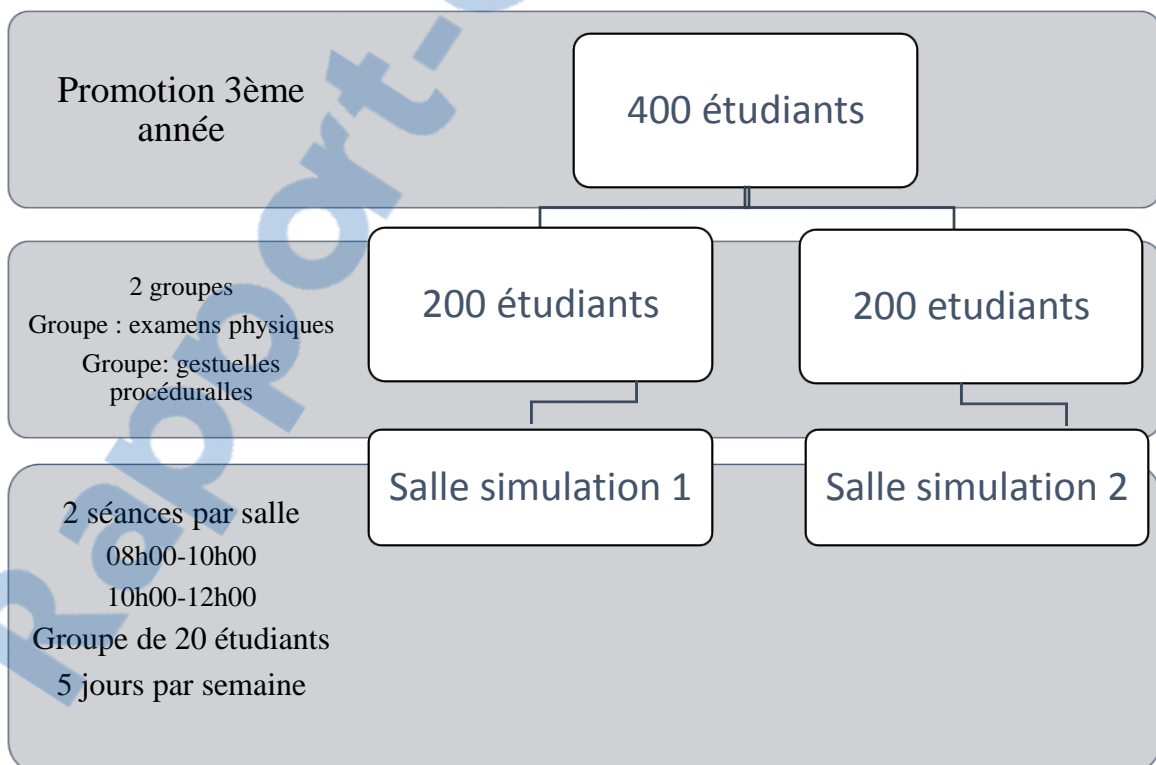 Promotion 3ème
année
400 étudiants
2 groupes
Groupe : examens physiques
Groupe: gestuelles
procéduralles
200 étudiants
200 etudiants
Salle simulation 1
Salle simulation 2
2 séances par salle
08h00-10h00
10h00-12h00
Groupe de 20 étudiants
5 jours par semaine
Rapport-